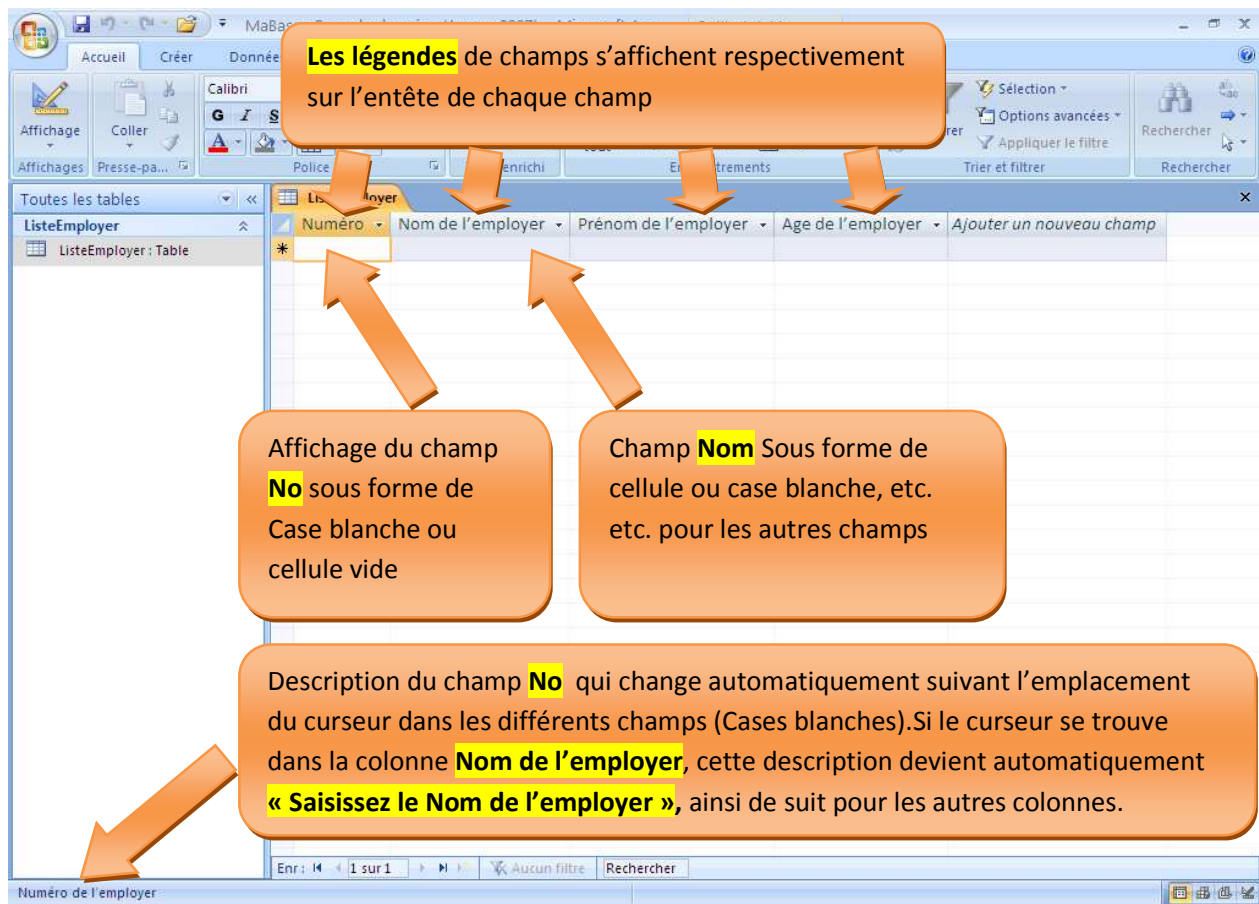 MaBas
Accueil Créer Donné
Les légendes de champs s’affichent respectivement
sur l’entête de chaque champ
Calibri
G I S
A
Affichage
Coller
Sélection
Options avancées
Appliquer le filtre
Rechercher
Affichages Presse-pa... Police enrichi Trier et filtrer Rechercher
Toutes les tables
ListeEmployer
ListeEmployer : Table
Numéro Nom de l’employer Prénom de l’employer Age de l’employer Ajouter un nouveau champ
Affichage du champ
No sous forme de
Case blanche ou
cellule vide
Champ Nom Sous forme de
cellule ou case blanche, etc.
etc. pour les autres champs
Description du champ No qui change automatiquement suivant l’emplacement
du curseur dans les différents champs (Cases blanches).Si le curseur se trouve
dans la colonne Nom de l’employer, cette description devient automatiquement
« Saisissez le Nom de l’employer », ainsi de suit pour les autres colonnes.
Enr : 1 sur 1 Aucun filtre Rechercher
Numéro de l'employer